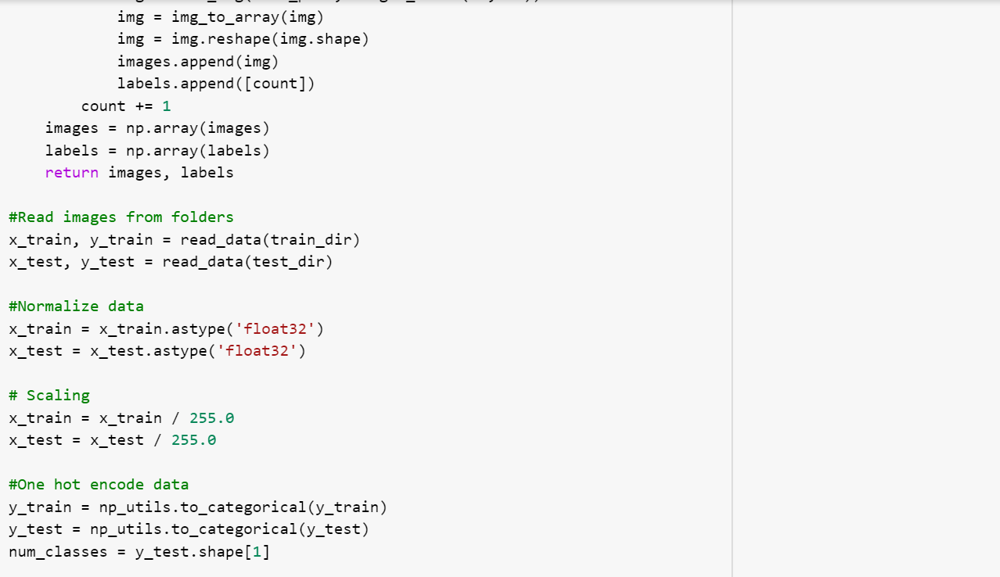 img = img_to_array(img)
            img = img.reshape(img.shape)
            images.append(img)
            labels.append([count])
        count += 1
    images = np.array(images)
    labels = np.array(labels)
    return images, labels

#Read images from folders
x_train, y_train = read_data(train_dir)
x_test, y_test = read_data(test_dir)

#Normalize data
x_train = x_train.astype('float32')
x_test = x_test.astype('float32')

# Scaling
x_train = x_train / 255.0
x_test = x_test / 255.0

#One hot encode data
y_train = np_utils.to_categorical(y_train)
y_test = np_utils.to_categorical(y_test)
num_classes = y_test.shape[1]